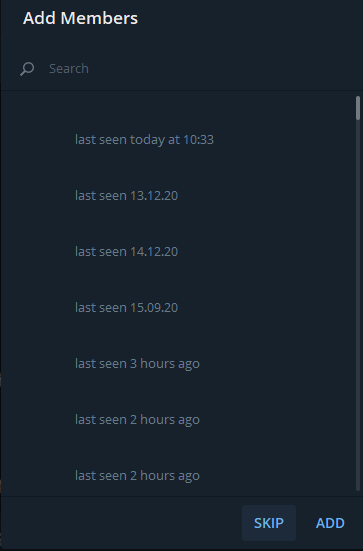 Add Members
Search
last seen today at 10:33
last seen 13.12.20
last seen 14.12.20
last seen 15.09.20
last seen 3 hours ago
last seen 2 hours ago
last seen 2 hours ago
SKIP ADD